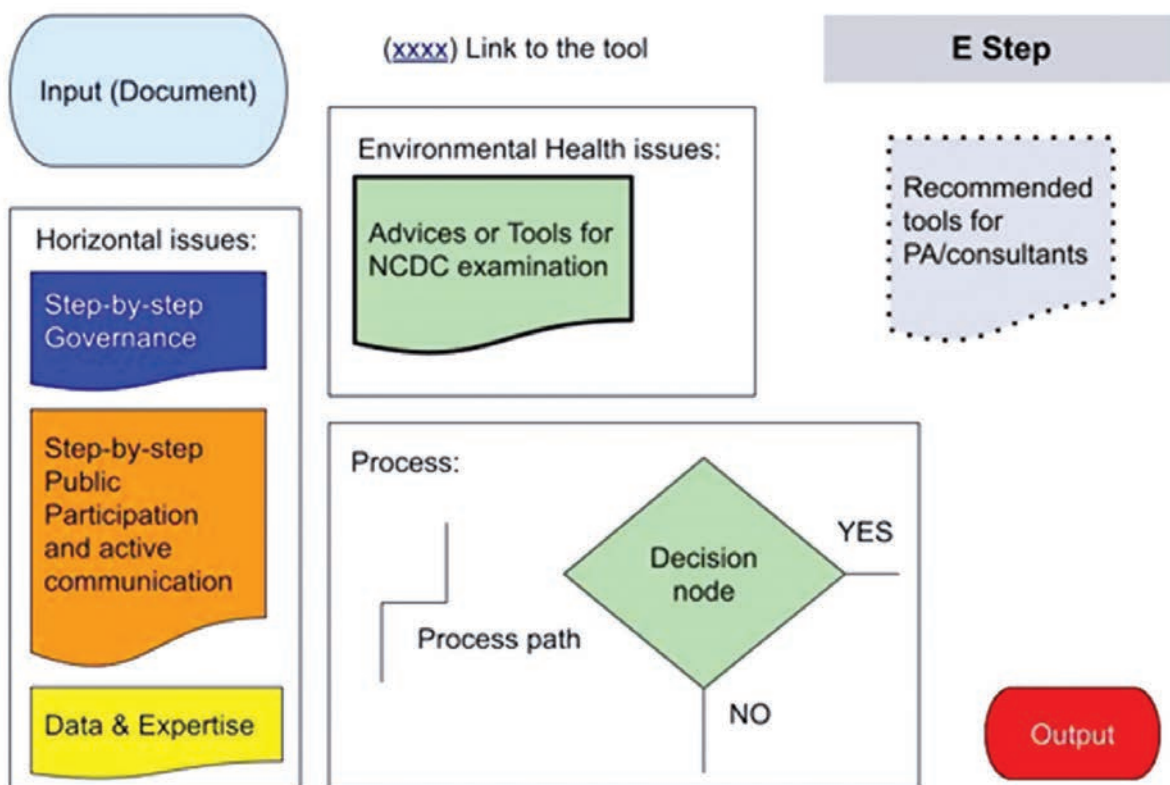 Input (Document)
(xxxx) Link to the tool
E Step
Horizontal issues:
Step-by-step
Governance
Step-by-step
Public
Participation
and active
communication
Data & Expertise
Environmental Health issues:
Advices or Tools for
NCDC examination
Recommended
tools for
PA/consultants
Process:
Process path
Decision
node
YES
NO
Output